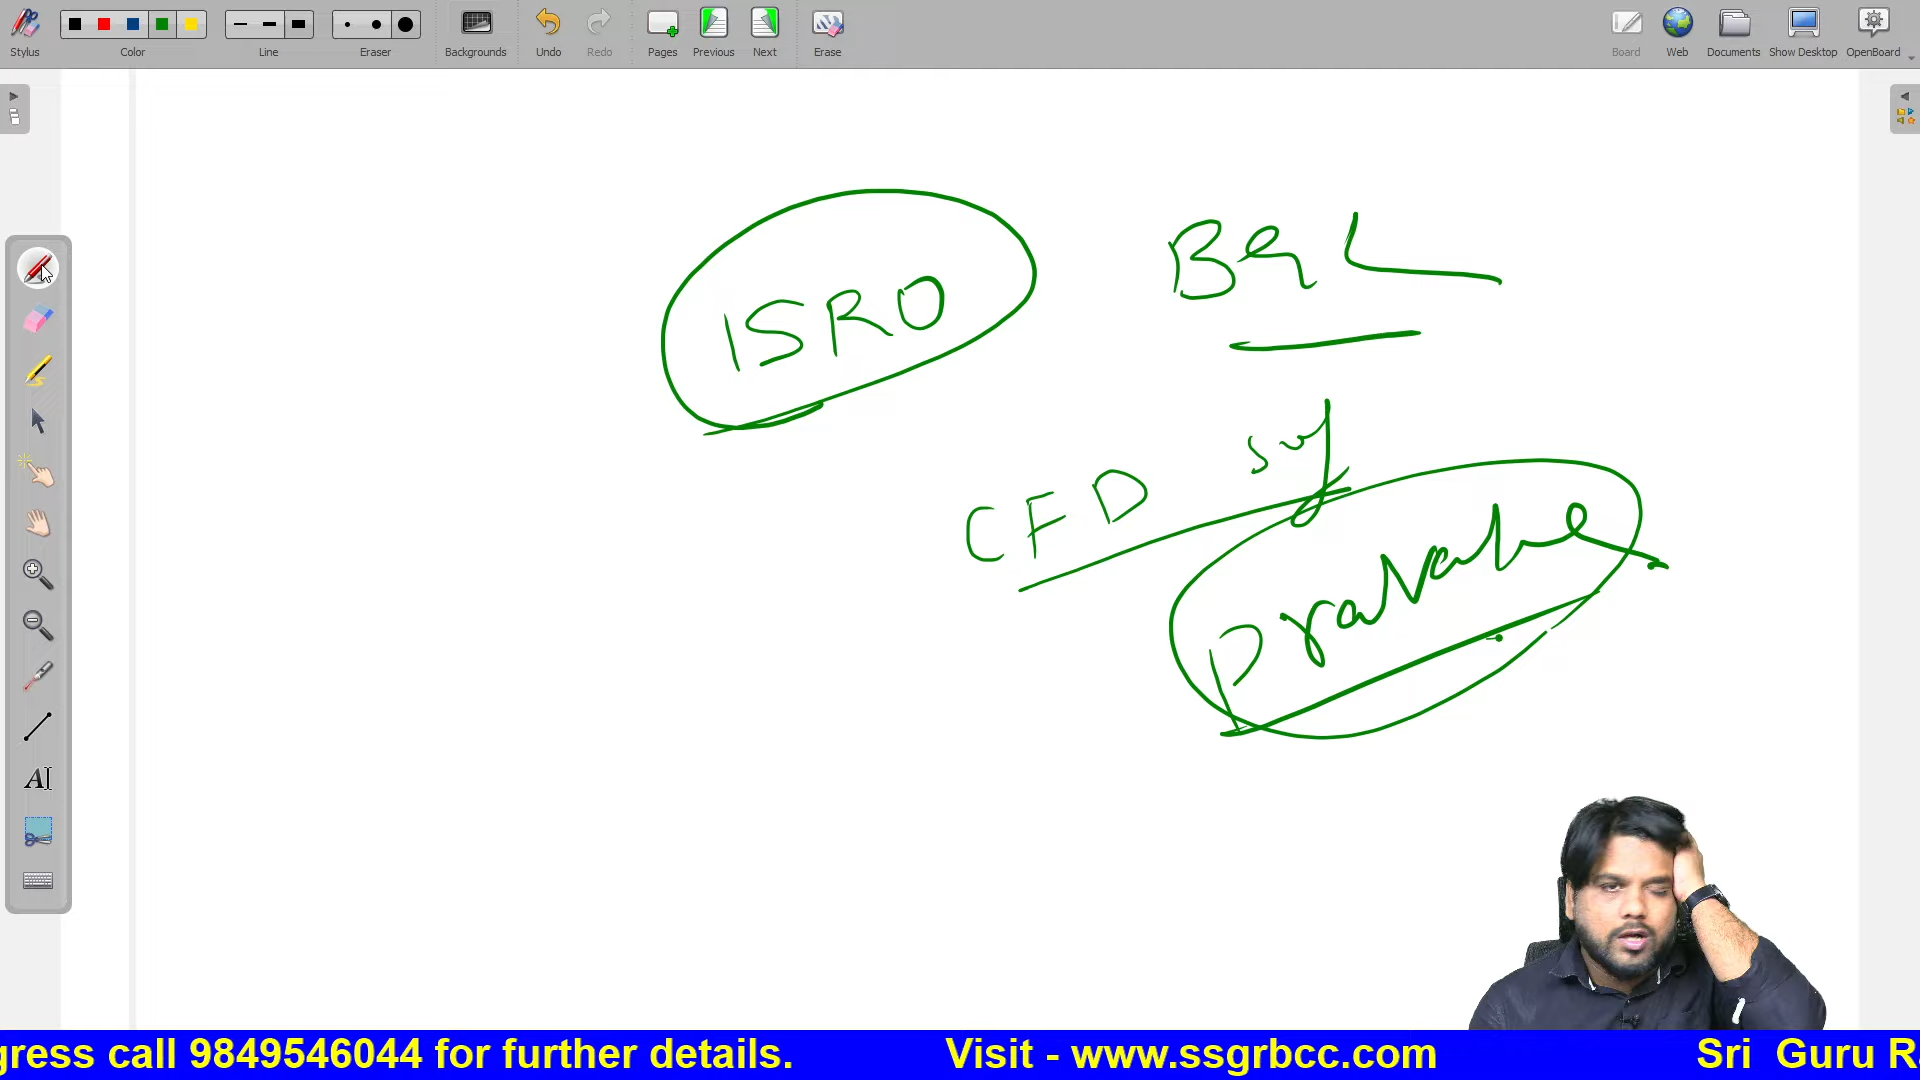 Stylus Color Line Eraser Backgrounds Undo Redo Pages Previous Next Erase Board Web Documents Show Desktop OpenBoard
ISRO
CFD
gress call 9849546044 for further details. Visit - www.ssgrbcc.com Sri Guru R